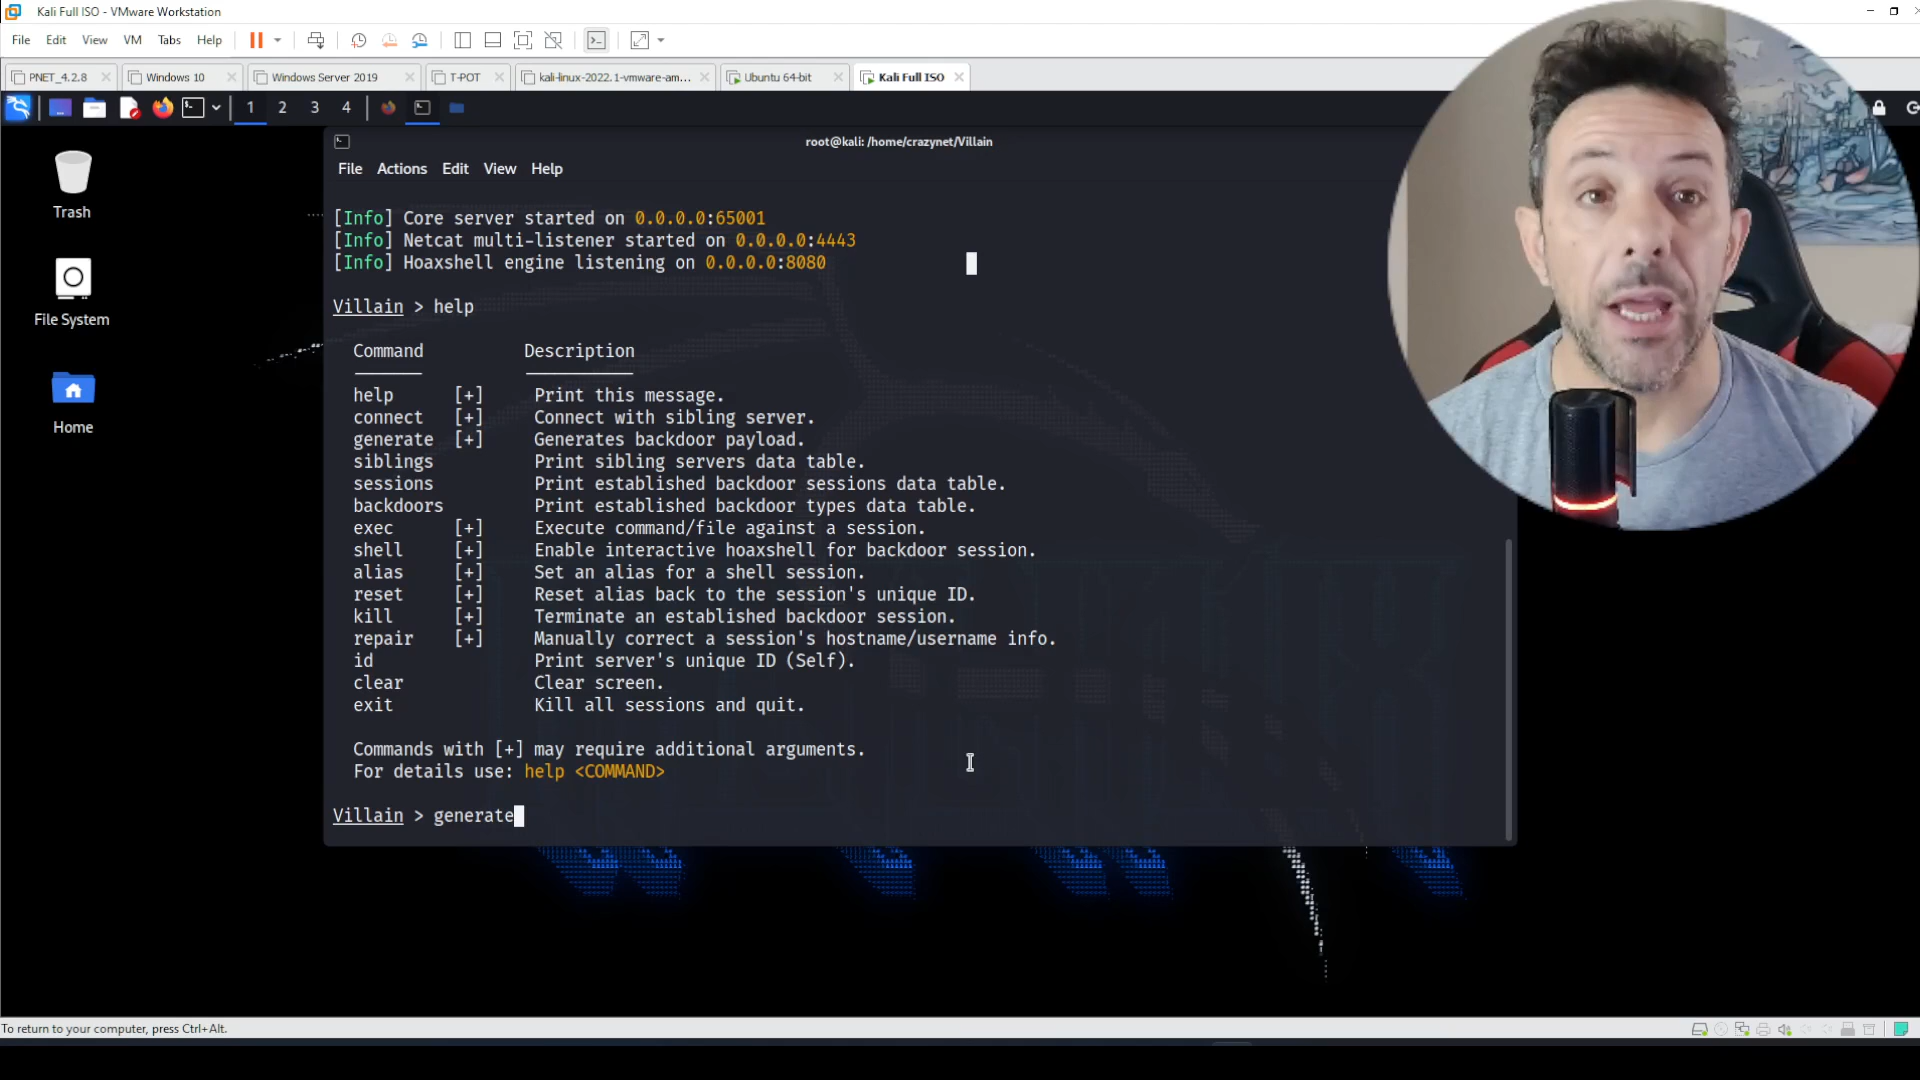 Kali Full ISO - VMware Workstation
File Edit View VM Tabs Help
PNET_4.2.8 Windows 10 Windows Server 2019 T-POT kali-linux-2022.1-vmware-am... Ubuntu 64-bit Kali Full ISO
1 2 3 4
root@kali: /home/crazynet/Villain
Trash
File System
Home
File Actions Edit View Help
[Info] Core server started on 0.0.0.0:65001
[Info] Netcat multi-listener started on 0.0.0.0:4443
[Info] Hoaxshell engine listening on 0.0.0.0:8080
Villain > help
Command Description
help [+] Print this message.
connect [+] Connect with sibling server.
generate [+] Generates backdoor payload.
siblings Print sibling servers data table.
sessions Print established backdoor sessions data table.
backdoors Print established backdoor types data table.
exec [+] Execute command/file against a session.
shell [+] Enable interactive hoaxshell for backdoor session.
alias [+] Set an alias for a shell session.
reset [+] Reset alias back to the session's unique ID.
kill [+] Terminate an established backdoor session.
repair [+] Manually correct a session's hostname/username info.
id Print server's unique ID (Self).
clear Clear screen.
exit Kill all sessions and quit.
Commands with [+] may require additional arguments.
For details use: help <COMMAND>
Villain > generate
To return to your computer, press Ctrl+Alt.